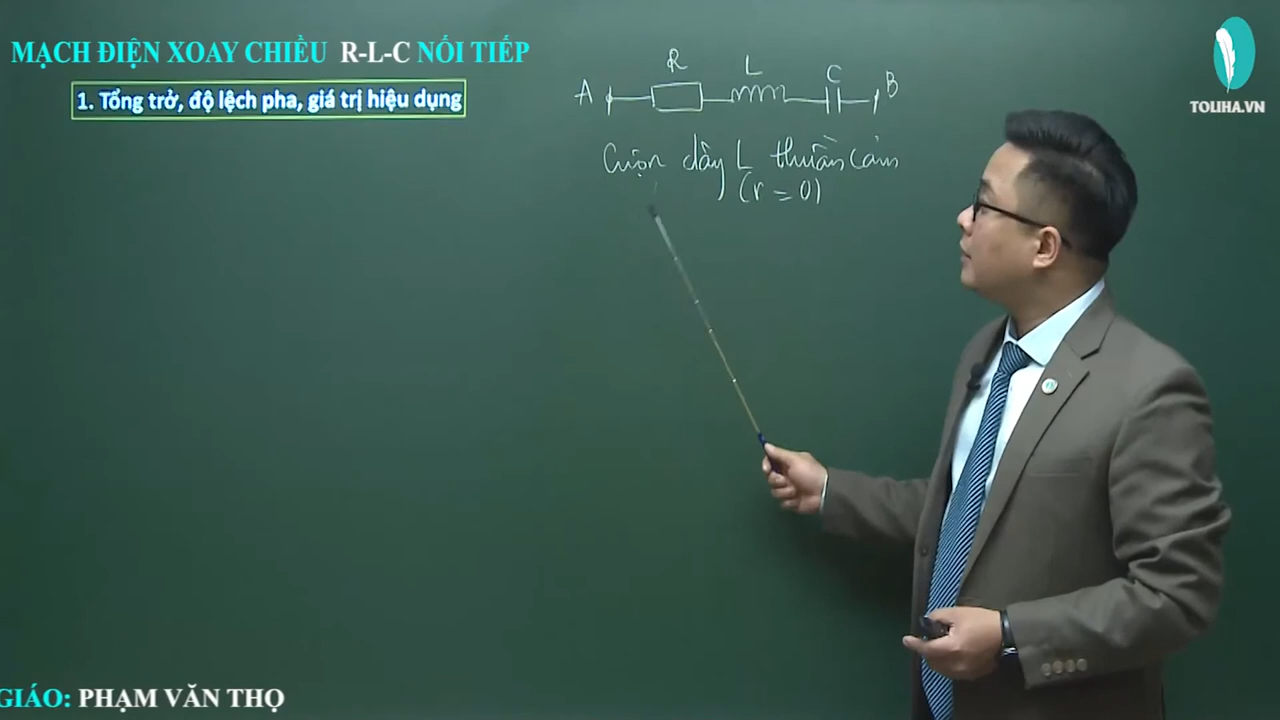 MẠCH ĐIỆN XOAY CHIỀU R-L-C NỐI TIẾP
1. Tổng trở, độ lệch pha, giá trị hiệu dụng
TOLIHA.VN
A R L C B
Cuộn dây L thuần cảm
(r = 0)
GIÁO: PHẠM VĂN THỌ